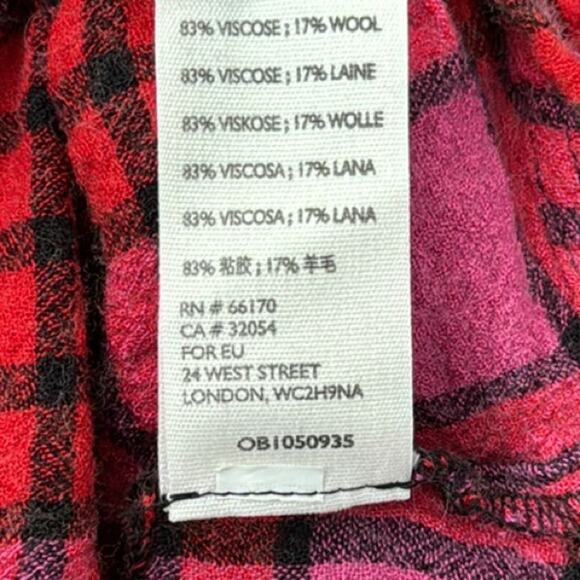 83% VISCOSE; 17% WOOL
83% VISCOSE; 17% LAINE
83% VISKOSE; 17% WOLLE
83% VISCOSA; 17% LANA
83% VISCOSA; 17% LANA
83% 粘胶; 17% 羊毛
RN # 66170
CA # 32054
FOR EU
24 WEST STREET
LONDON, WC2H9NA
OB1050935